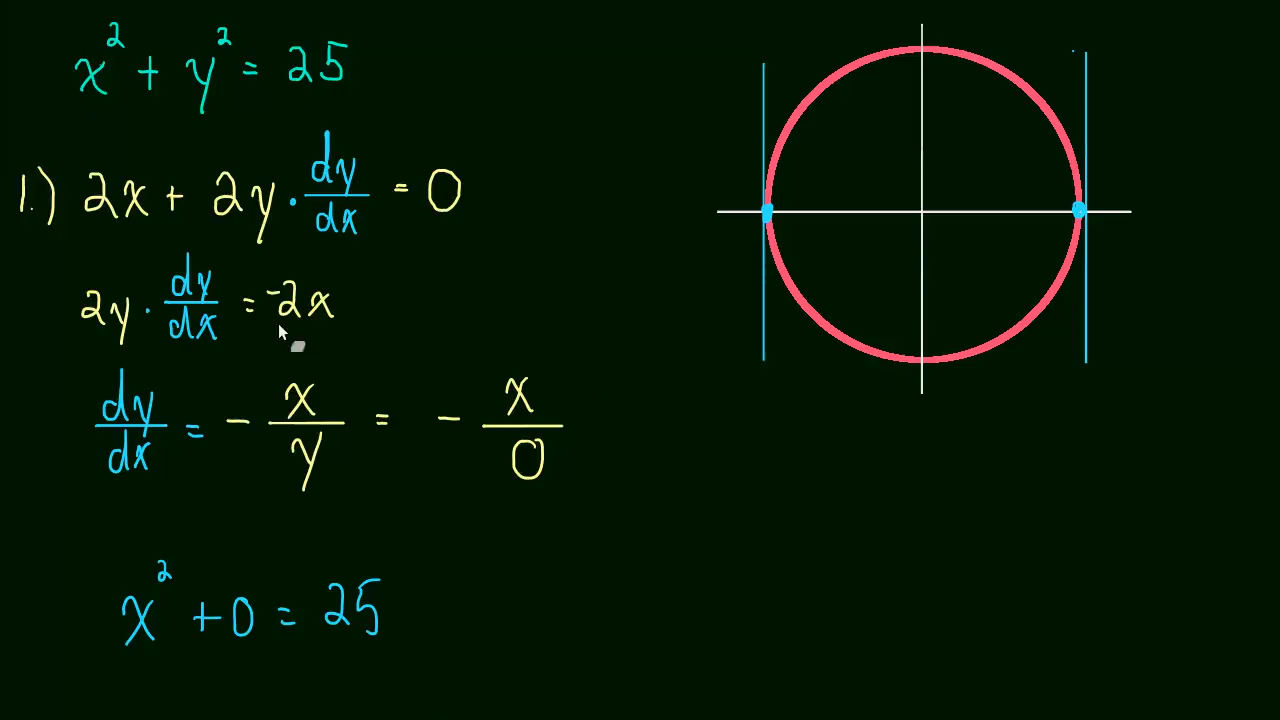 x² + y² = 25
1.) 2x + 2y · dy/dx = 0
2y · dy/dx = -2x
dy/dx = - x/y = - x/0
x² + 0 = 25